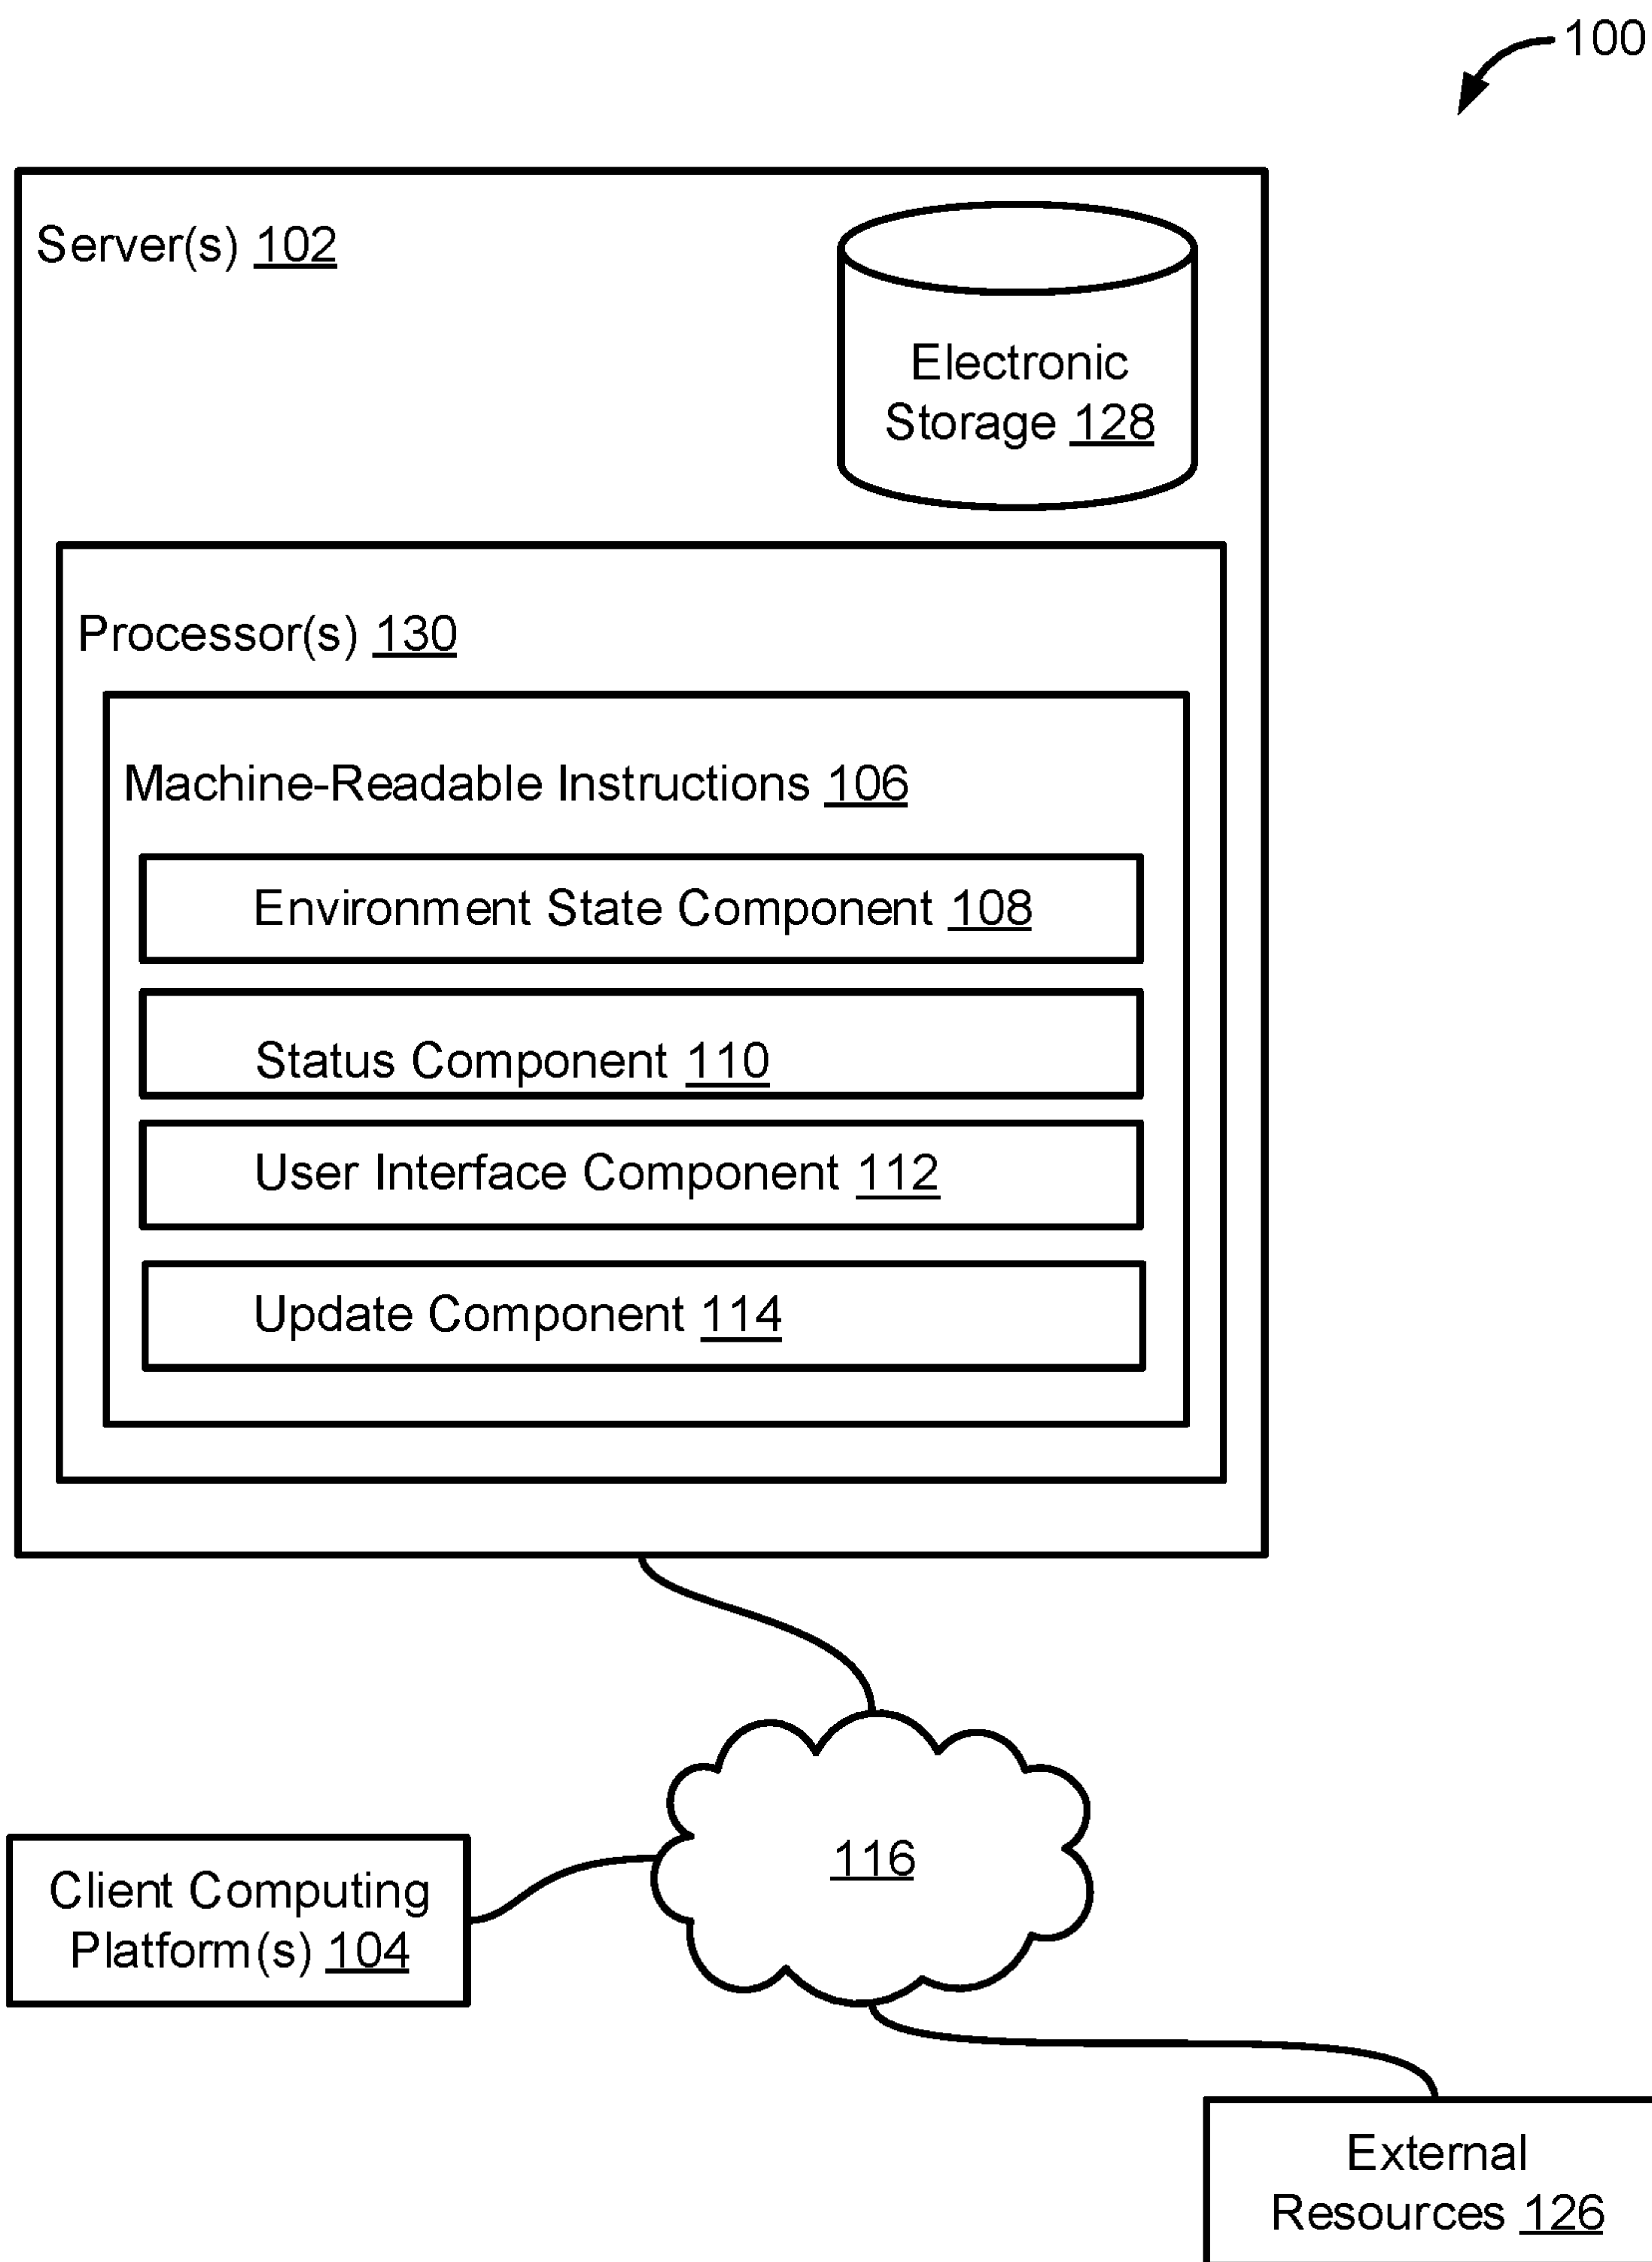 100
Server(s) 102
Electronic
Storage 128
Processor(s) 130
Machine-Readable Instructions 106
Environment State Component 108
Status Component 110
User Interface Component 112
Update Component 114
116
Client Computing
Platform(s) 104
External
Resources 126